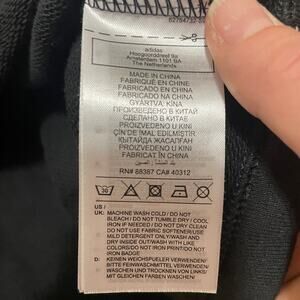 adidas
Hoogoorddreef 9a
Amsterdam 1101 BA
The Netherlands
MADE IN CHINA
FABRIQUÉ EN CHINE
FABRICADO EN CHINA
FABRICADO NA CHINA
GYÁRTVA: KÍNA
ПРОИЗВЕДЕНО В КИТАЙ
СДЕЛАНО В КИТАЕ
PROIZVEDENO U KINI
ÇİN'DE İMAL EDİLMİŞTİR
ҚЫТАЙДА ЖАСАЛҒАН
PROIZVEDENO U KINI
FABRICAT ÎN CHINA
RN# 88387 CA# 40312
30
US /
UK: MACHINE WASH COLD / DO NOT
BLEACH / DO NOT TUMBLE DRY / COOL
IRON IF NEEDED / DO NOT DRY CLEAN
DO NOT USE FABRIC SOFTENER/USE
MILD DETERGENT ONLY/WASH AND
DRY INSIDE OUT/WASH WITH LIKE
COLORS/DO NOT IRON PRINT/DO NOT
IRON BADGE
D: KEINEN WEICHSPUELER VERWENDEN/
BITTE FEINWASCHMITTEL VERWENDEN/
WASCHEN UND TROCKNEN VON LINKS/
WASCHEN MIT AEHNLICHEN FARBEN/